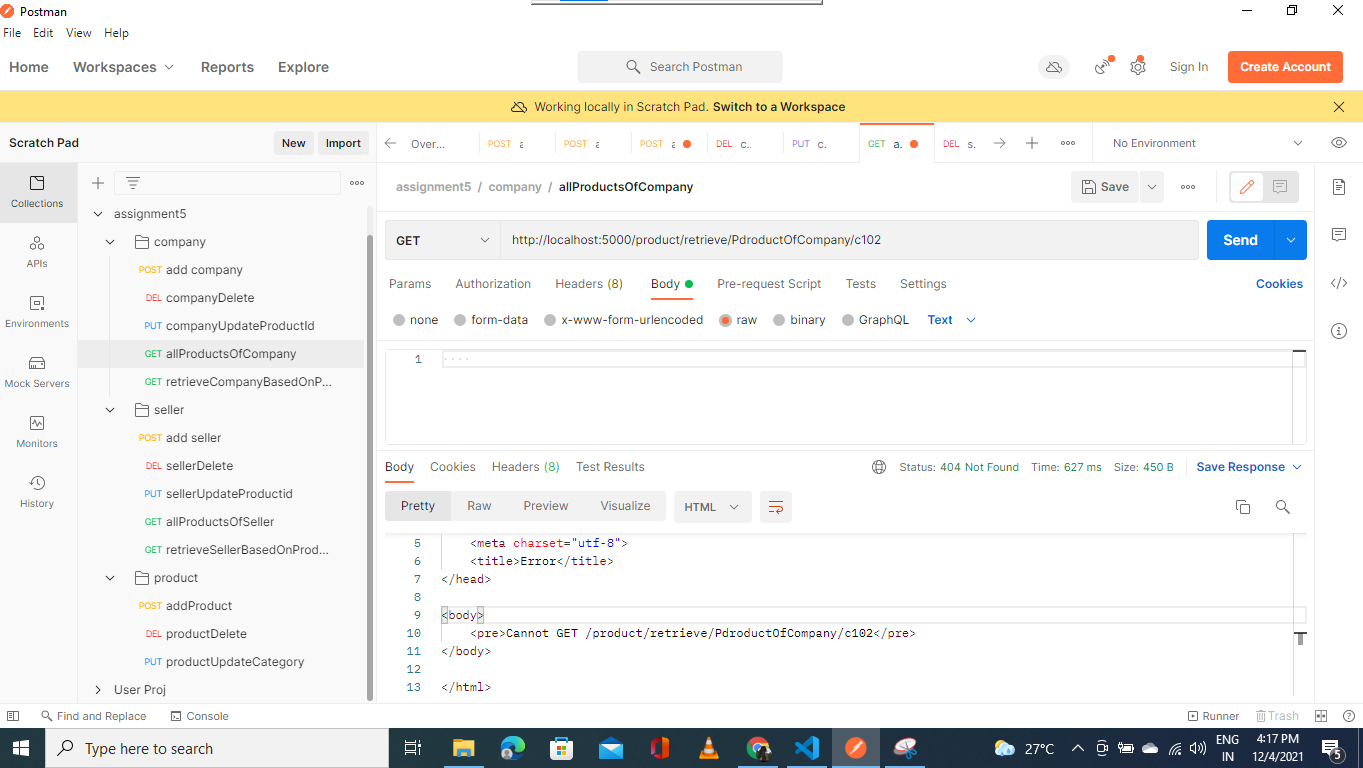 Postman
File Edit View Help
Home Workspaces Reports Explore Search Postman Sign In Create Account
Working locally in Scratch Pad. Switch to a Workspace
Scratch Pad New Import Over... POST a POST a POST a DEL c.. PUT c. GET a. DEL s. No Environment
Collections
APIs
Environments
Mock Servers
Monitors
History
assignment5
company
POST add company
DEL companyDelete
PUT companyUpdateProductId
GET allProductsOfCompany
GET retrieveCompanyBasedOnP...
seller
POST add seller
DEL sellerDelete
PUT sellerUpdateProductid
GET allProductsOfSeller
GET retrieveSellerBasedOnProd...
product
POST addProduct
DEL productDelete
PUT productUpdateCategory
User Proj
assignment5 / company / allProductsOfCompany Save
GET http://localhost:5000/product/retrieve/PdroductOfCompany/c102 Send
Params Authorization Headers (8) Body Pre-request Script Tests Settings Cookies
none form-data x-www-form-urlencoded raw binary GraphQL Text
1
Body Cookies Headers (8) Test Results Status: 404 Not Found Time: 627 ms Size: 450 B Save Response
Pretty Raw Preview Visualize HTML
5 <meta charset="utf-8">
6 <title>Error</title>
7 </head>
8
9 <body>
10 <pre>Cannot GET /product/retrieve/PdroductOfCompany/c102</pre>
11 </body>
12
13 </html>
Find and Replace Console Runner Trash
Type here to search 27°C ENG IN 4:17 PM 12/4/2021 5